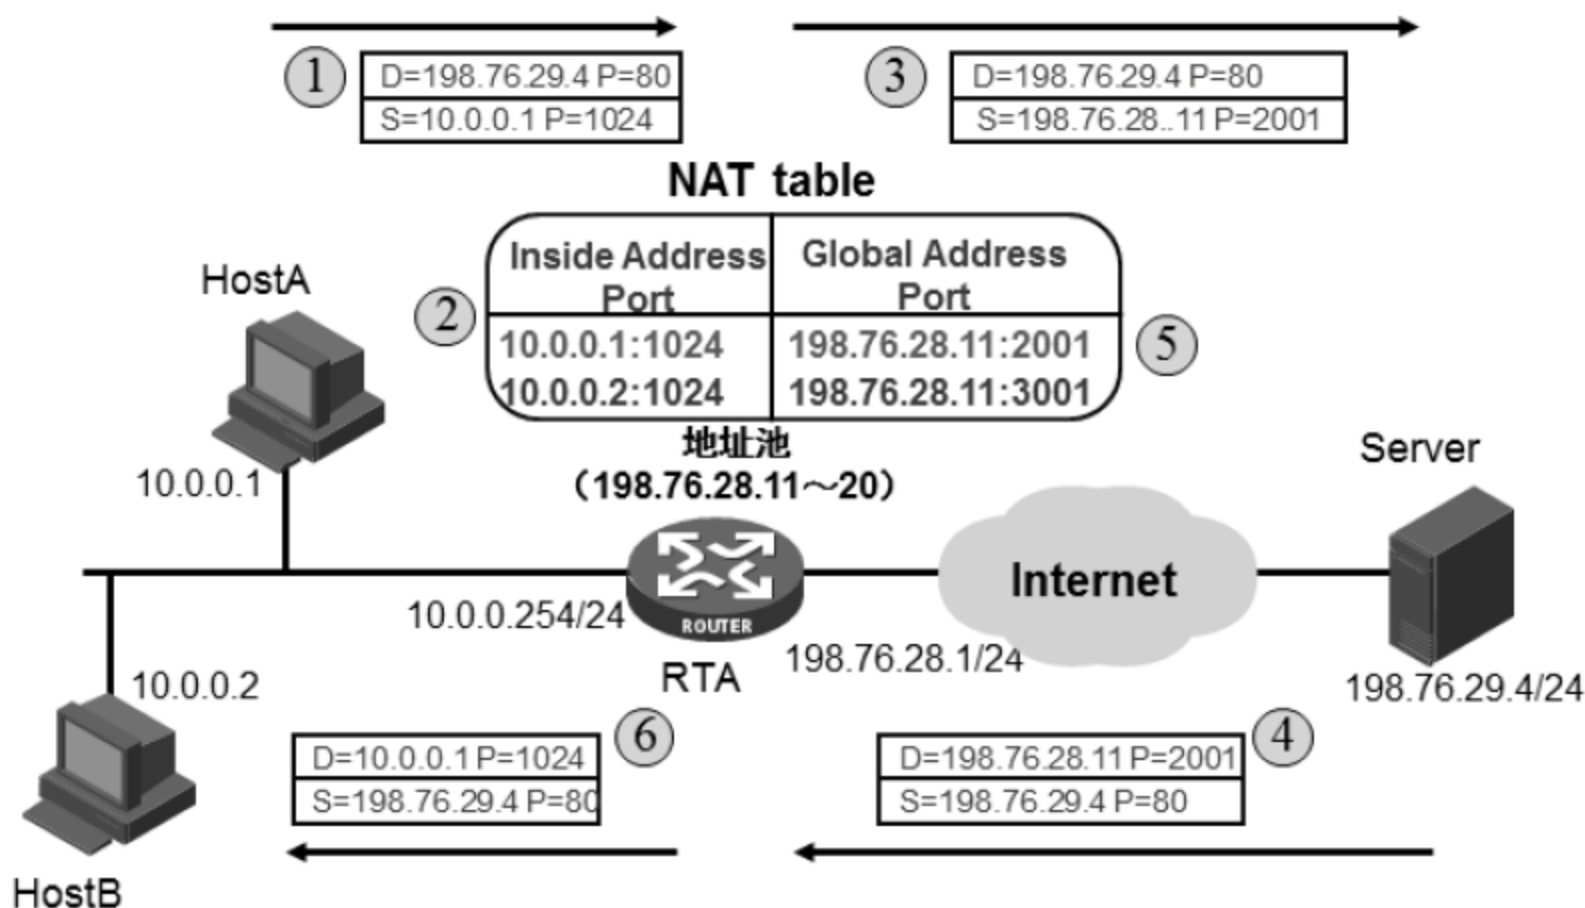 ①
D=198.76.29.4 P=80
S=10.0.0.1 P=1024
③
D=198.76.29.4 P=80
S=198.76.28..11 P=2001
NAT table
Inside Address
Port
Global Address
Port
②
10.0.0.1:1024 198.76.28.11:2001
10.0.0.2:1024 198.76.28.11:3001
⑤
地址池
（198.76.28.11～20）
HostA
10.0.0.1
Server
Internet
10.0.0.254/24
ROUTER
RTA
198.76.28.1/24
198.76.29.4/24
10.0.0.2
HostB
⑥
D=10.0.0.1 P=1024
S=198.76.29.4 P=80
④
D=198.76.28.11 P=2001
S=198.76.29.4 P=80